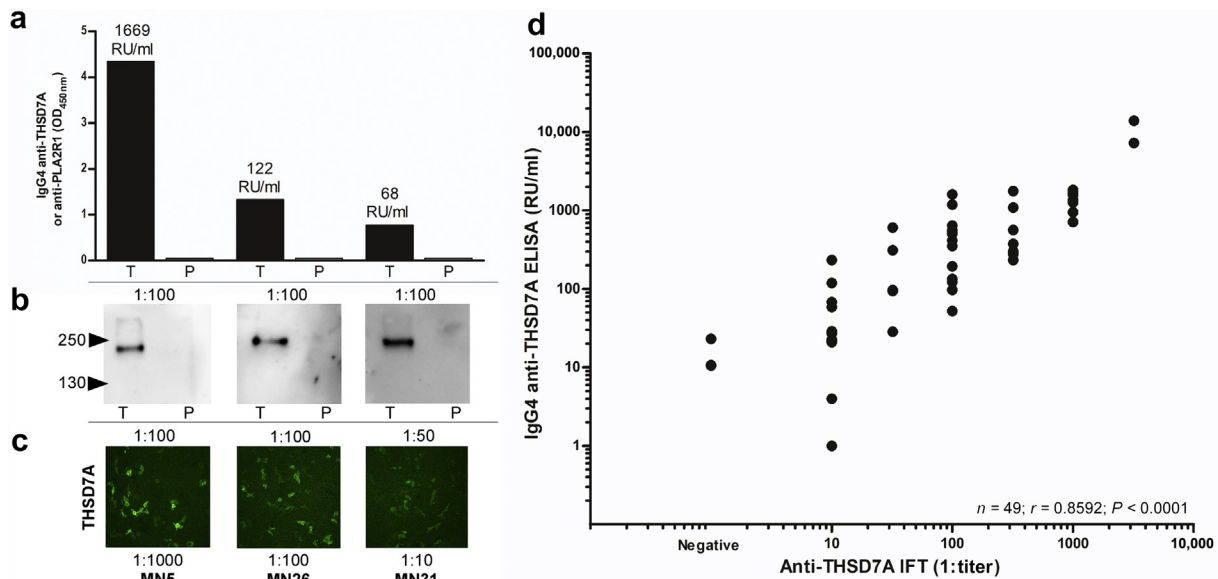 a
IgG4 anti-THSD7A
or anti-PLA2R1 (OD450nm)
5
4
3
2
1
0
1669
RU/ml
122
RU/ml
68
RU/ml
T P T P T P
1:100 1:100 1:100
b
250
130
T P T P T P
1:100 1:100 1:50
c
THSD7A
1:1000 1:100 1:10
MN5 MN26 MN31
d
IgG4 anti-THSD7A ELISA (RU/ml)
100,000
10,000
1000
100
10
1
n = 49; r = 0.8592; P < 0.0001
Negative 10 100 1000 10,000
Anti-THSD7A IFT (1:titer)